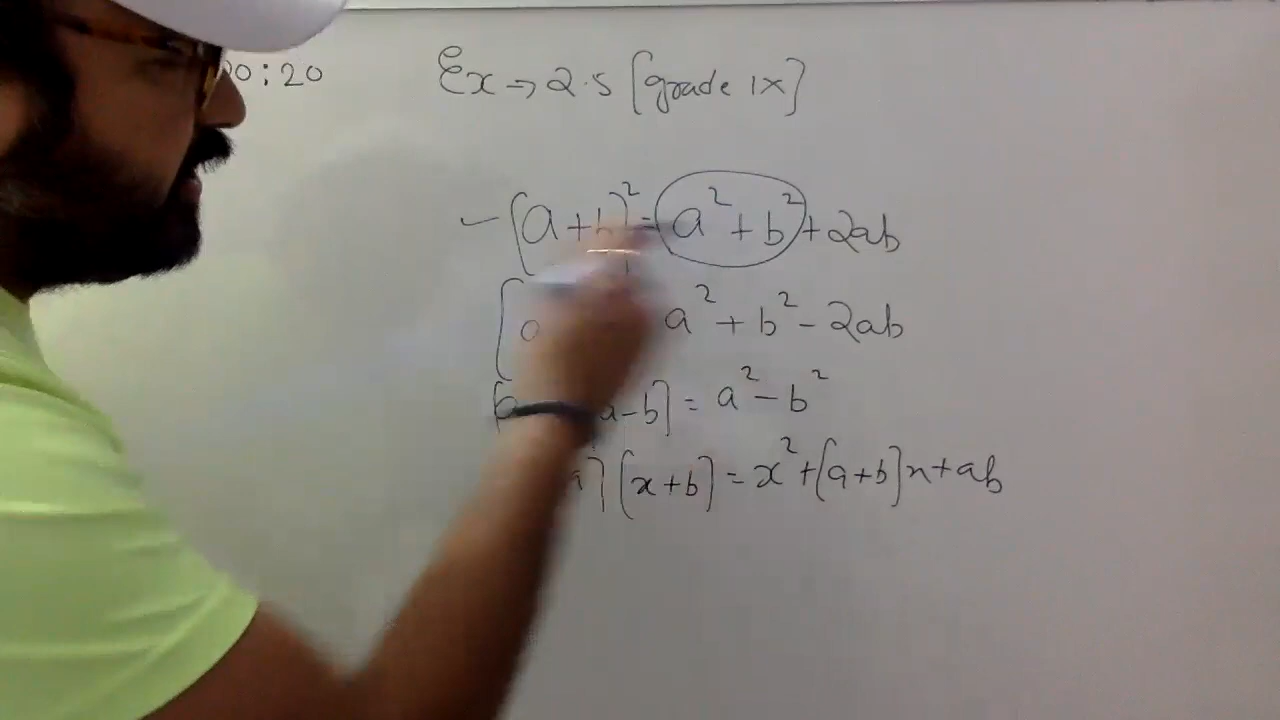 0:20
Ex → 2.5 [grade IX]
[a+b]² = a² + b² + 2ab
[a a² + b² - 2ab
a-b] = a² - b²
a] [x+b] = x² + [a+b]x + ab